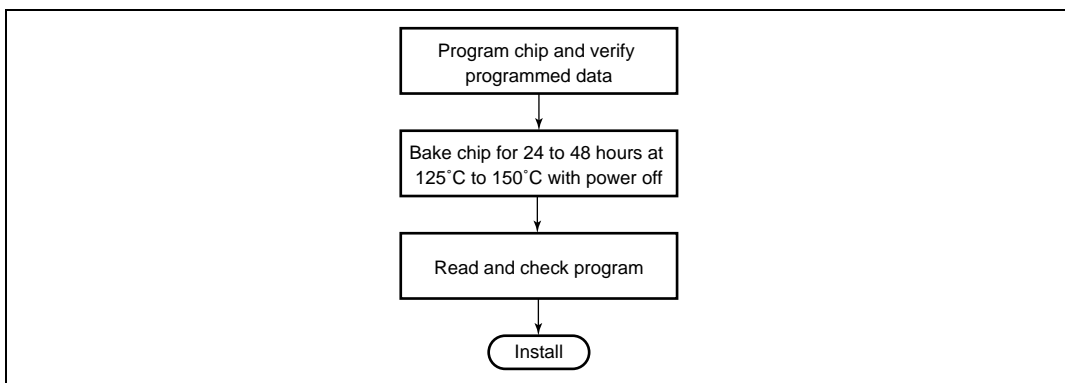 Program chip and verify
programmed data
Bake chip for 24 to 48 hours at
125˚C to 150˚C with power off
Read and check program
Install